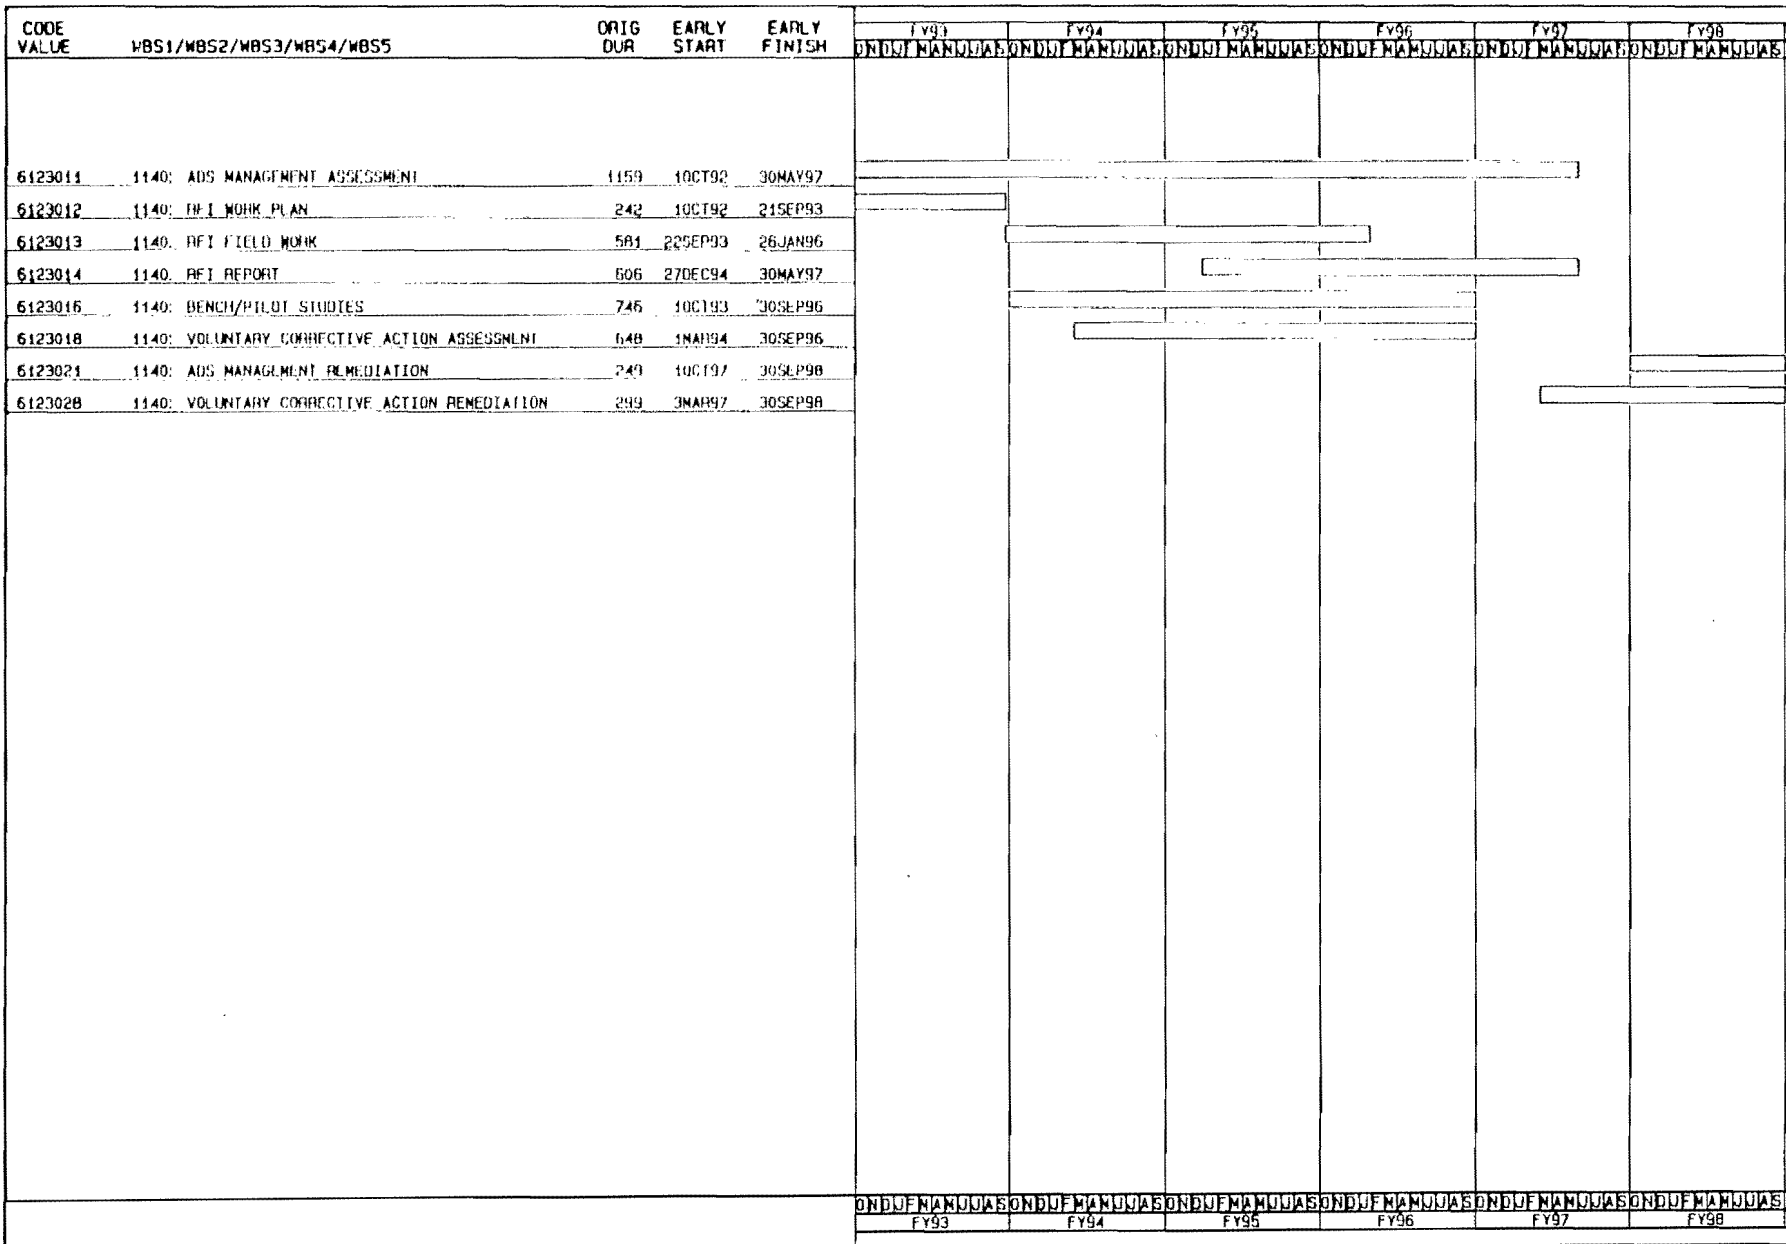 CODE VALUE WBS1/WBS2/WBS3/WBS4/WBS5 ORIG DUR EARLY START EARLY FINISH
FY93 FY94 FY95 FY96 FY97 FY98
ONDJFMAMJJASONDJFMAMJJASONDJFMAMJJASONDJFMAMJJASONDJFMAMJJASONDJFMAMJJAS
6123011 1140: ADS MANAGEMENT ASSESSMENT 1159 1OCT92 30MAY97
6123012 1140: RFI WORK PLAN 242 1OCT92 21SEP93
6123013 1140. RFI FIELD WORK 581 22SEP93 26JAN96
6123014 1140. RFI REPORT 606 27DEC94 30MAY97
6123016 1140: BENCH/PILOT STUDIES 746 1OCT93 30SEP96
6123018 1140: VOLUNTARY CORRECTIVE ACTION ASSESSMENT 648 1MAR94 30SEP96
6123021 1140: ADS MANAGEMENT REMEDIATION 249 1OCT97 30SEP98
6123028 1140: VOLUNTARY CORRECTIVE ACTION REMEDIATION 299 3MAR97 30SEP98
ONDJFMAMJJASONDJFMAMJJASONDJFMAMJJASONDJFMAMJJASONDJFMAMJJASONDJFMAMJJAS
FY93 FY94 FY95 FY96 FY97 FY98